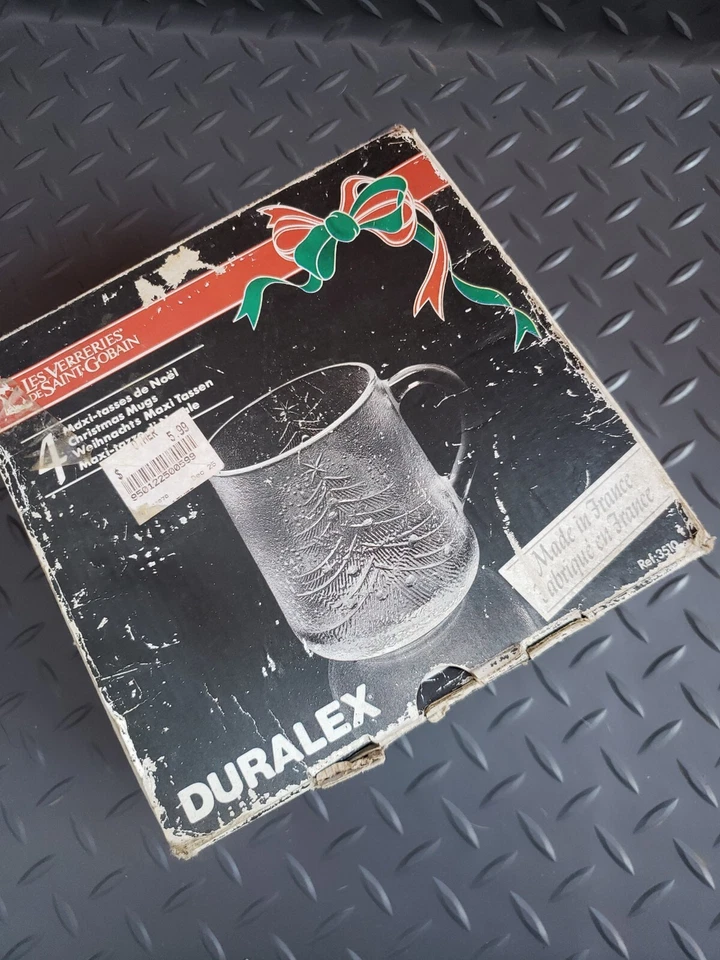 LES VERRERIES
DE SAINT-GOBAIN
4
Maxi-tasses de Noël
Christmas Mugs
Weihnachts Maxi Tassen
$ 5.99
Made in France
Fabriqué en France
DURALEX